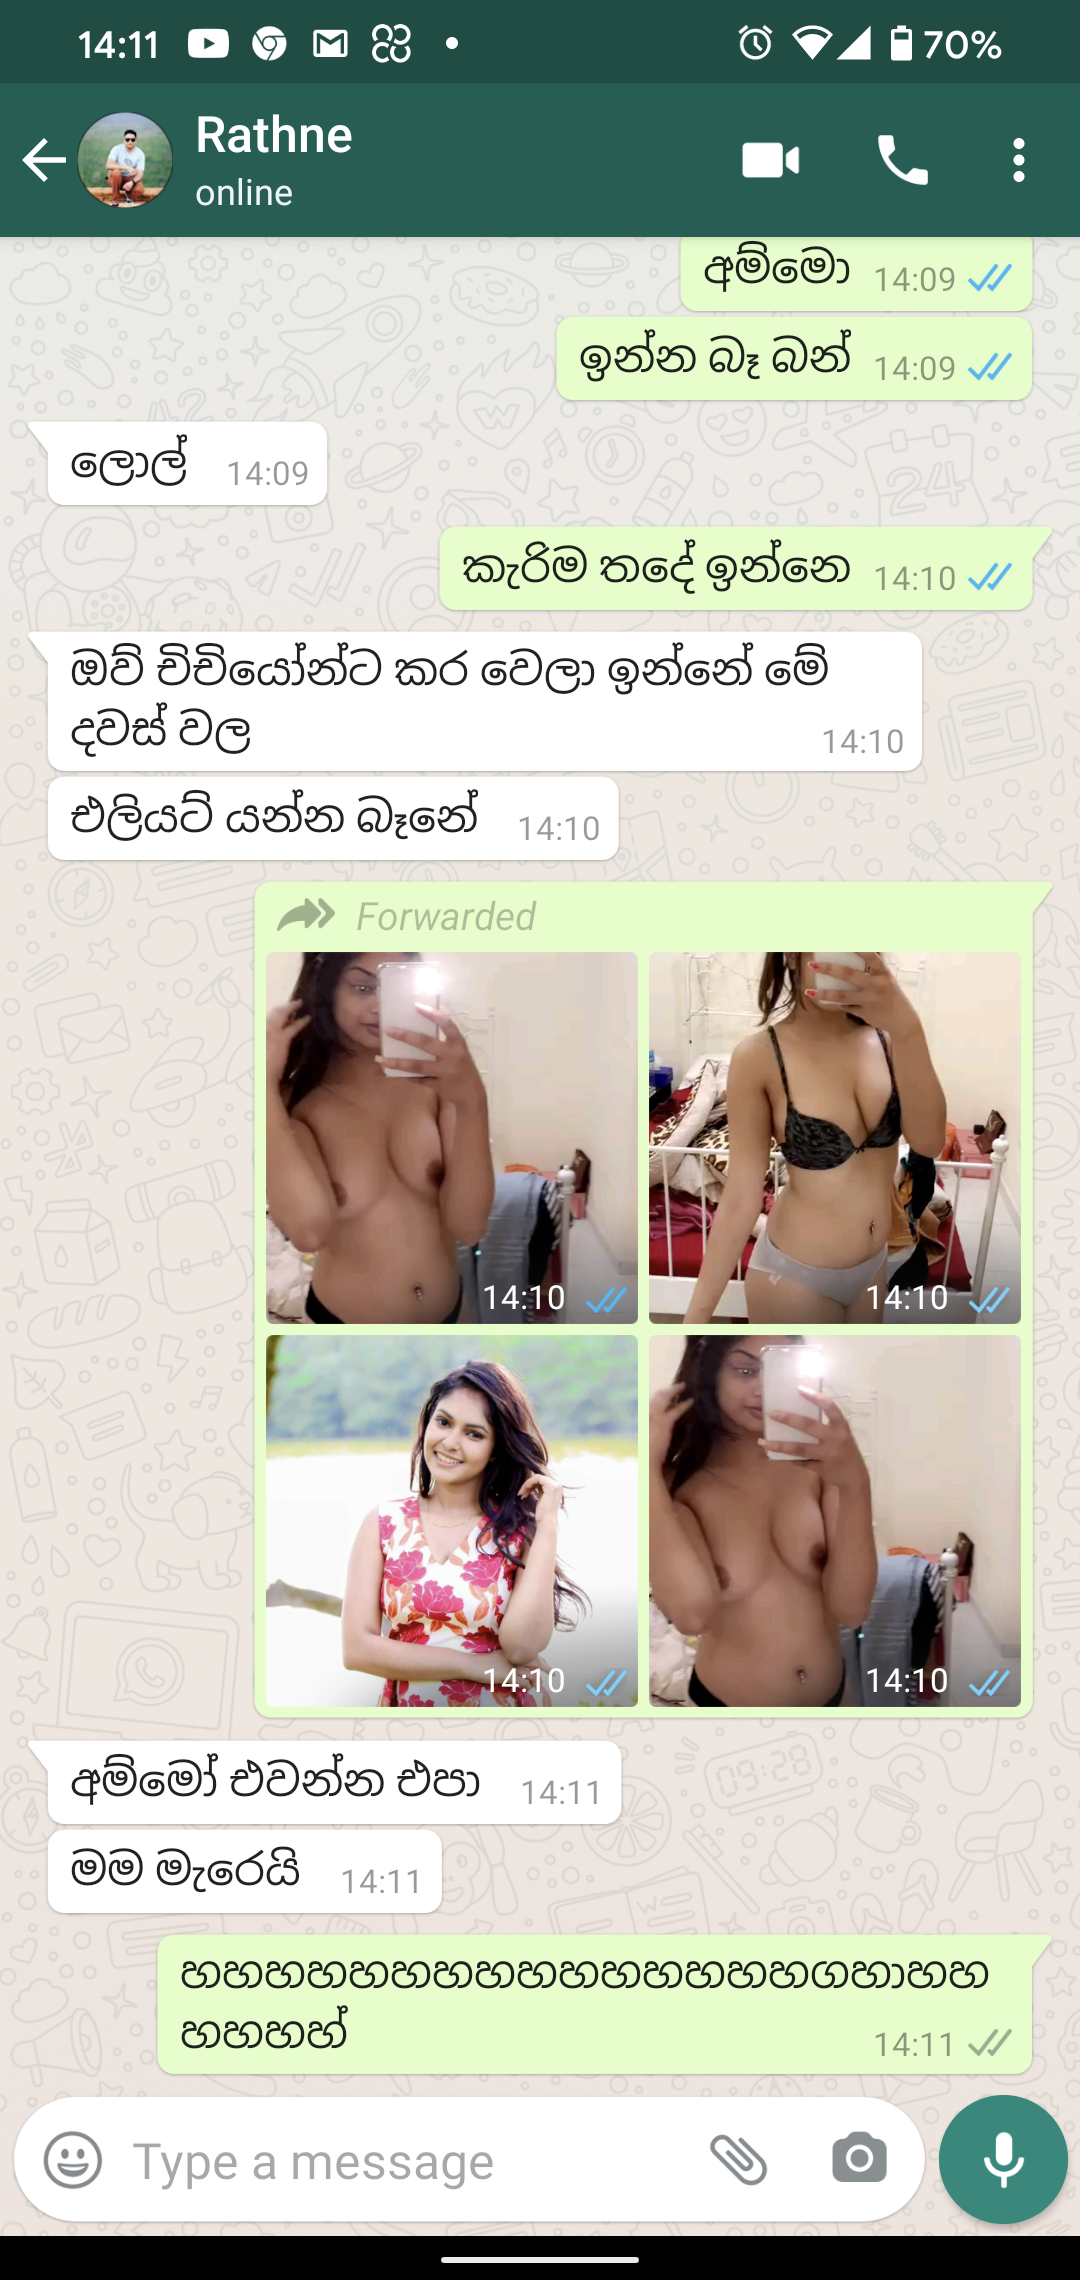 14:11
70%
Rathne
online
අම්මො 14:09
ඉන්න බෑ බන් 14:09
ලොල් 14:09
කැරිම තදේ ඉන්නෙ 14:10
ඔව් චිචියෝන්ට කර වෙලා ඉන්නේ මේ
දවස් වල 14:10
එලියට් යන්න බෑනේ 14:10
Forwarded
14:10 14:10
14:10 14:10
අම්මෝ එවන්න එපා 14:11
මම මැරෙයි 14:11
හහහහහහහහහහහහහහහගහාහහ
හහහහ් 14:11
Type a message